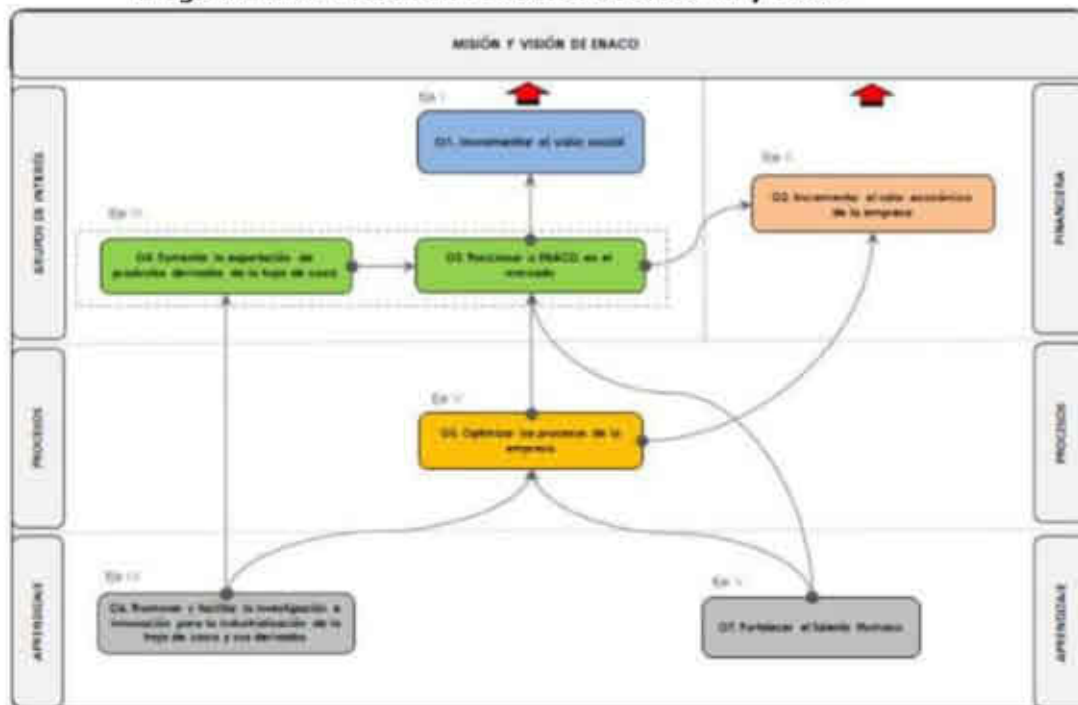 MISIÓN Y VISIÓN DE ENACO
GRUPOS DE INTERÉS
FINANCIERA
Eje I
O1. Incrementar el valor social
Eje II
O2. Incrementar el valor económico
de la empresa
O4. Fomentar la exportación de
productos derivados de la hoja de coca
O3. Posicionar a ENACO en el
mercado
PROCESOS
PROCESOS
O5. Optimizar los procesos de la
empresa
APRENDIZAJE
APRENDIZAJE
O6. Promover y facilitar la investigación e
innovación para la industrialización de la
hoja de coca y sus derivados
O7. Fortalecer el Talento Humano